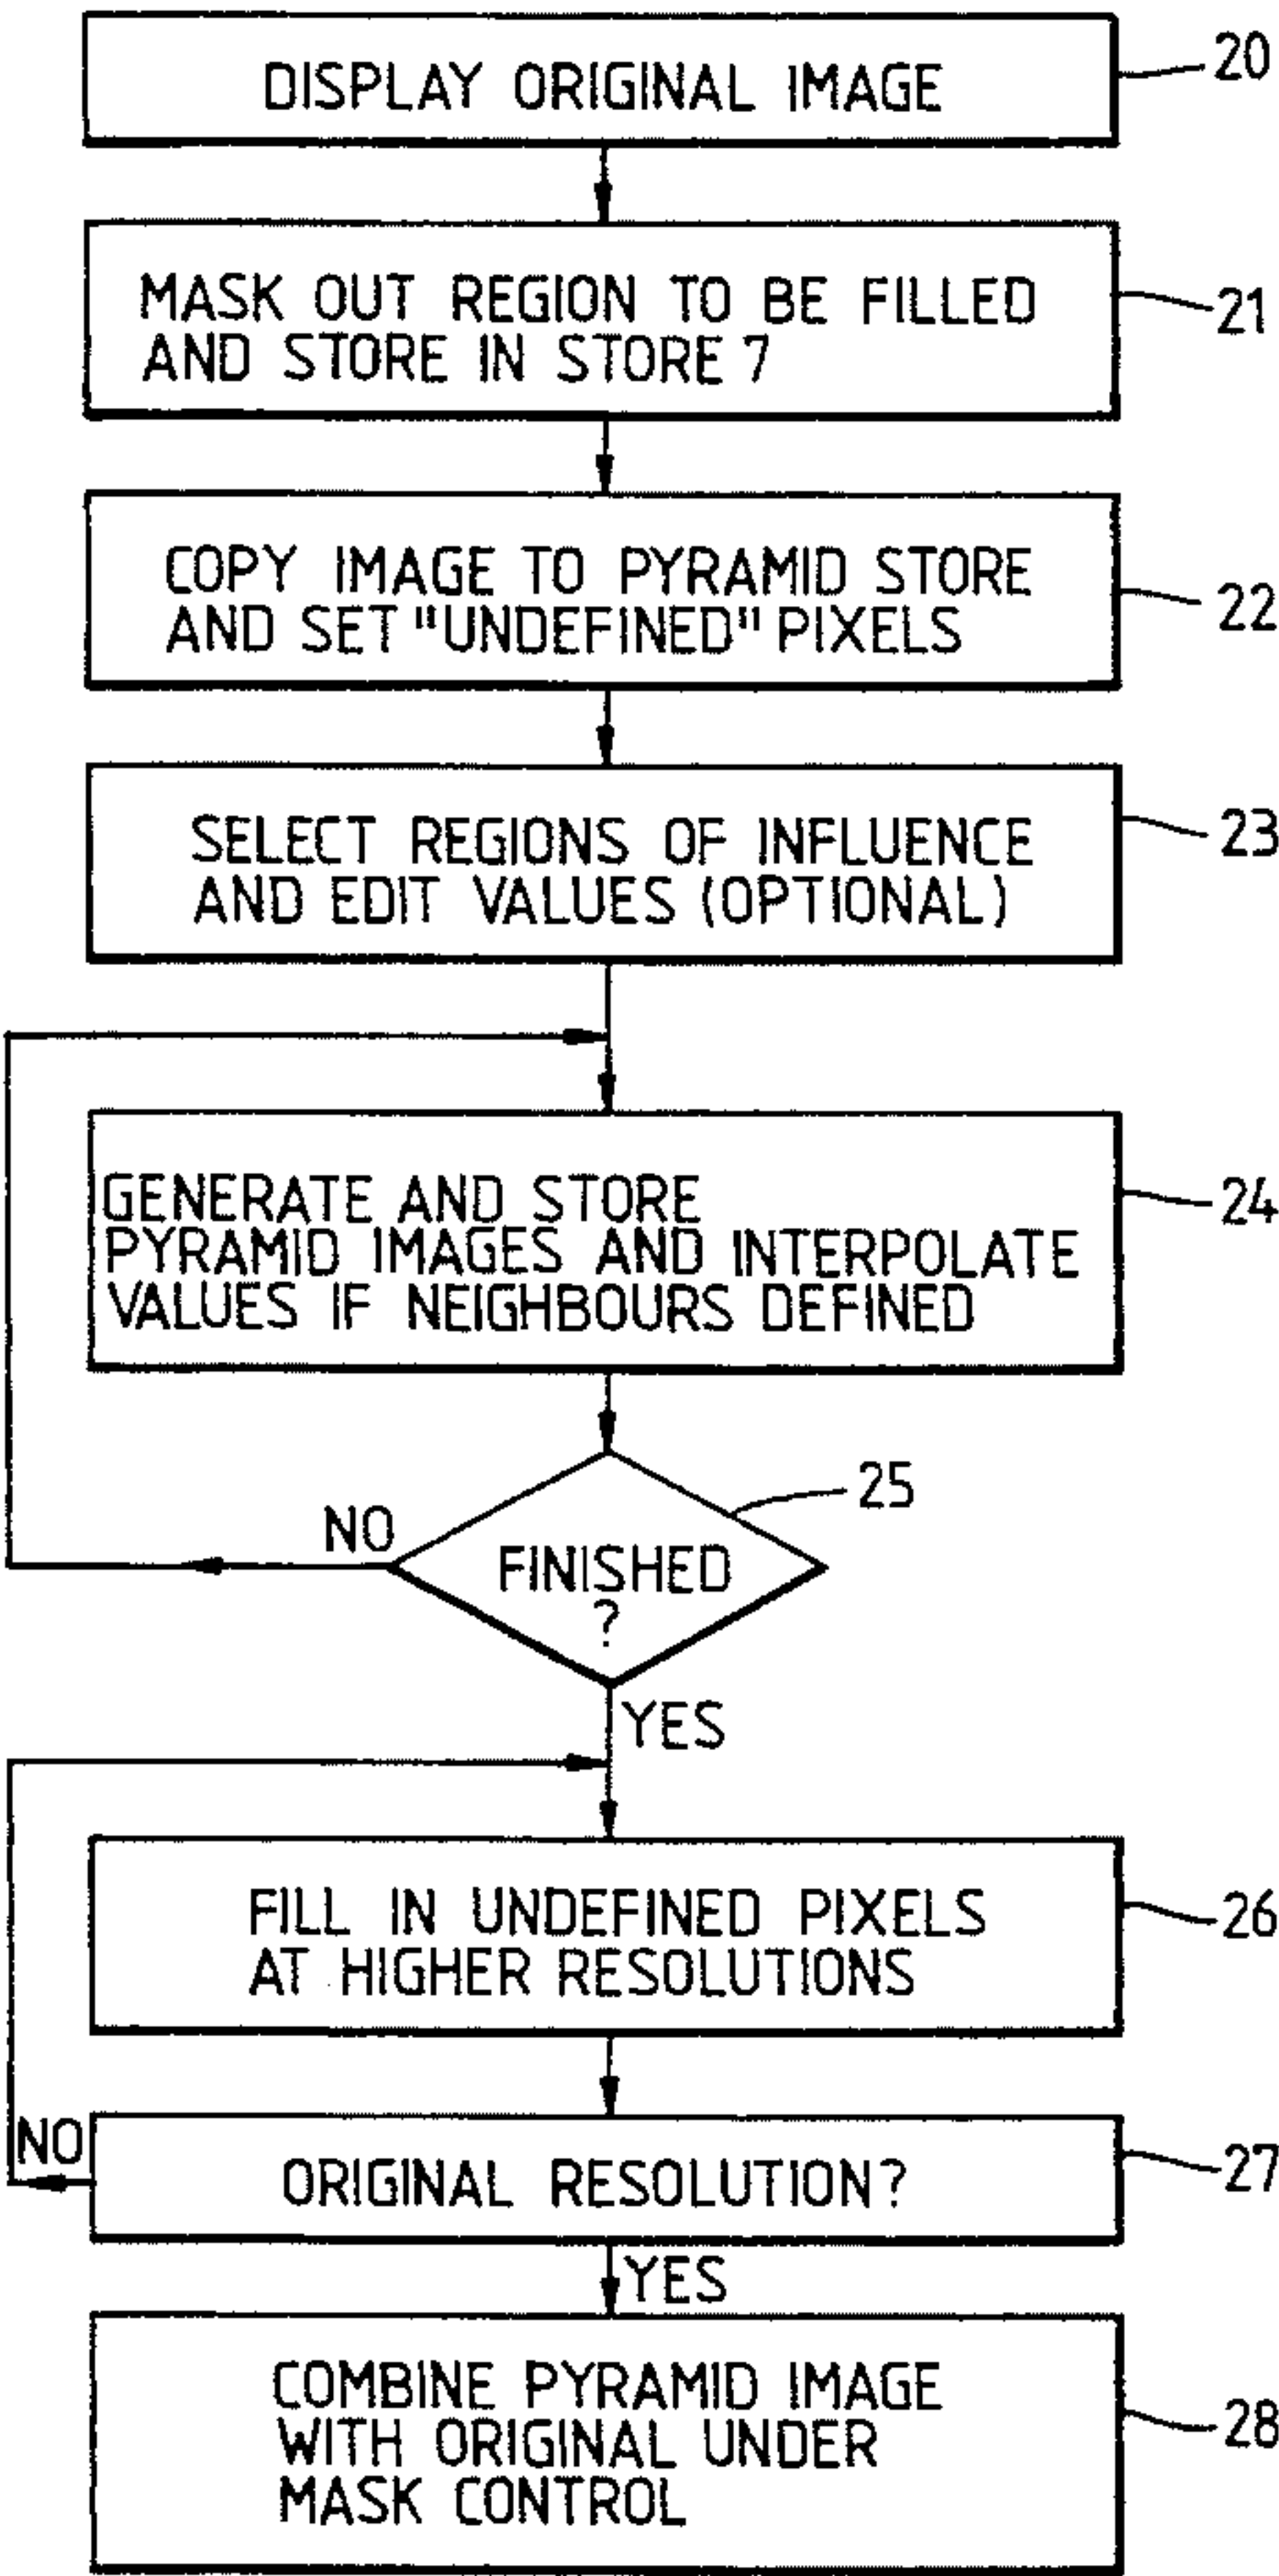 DISPLAY ORIGINAL IMAGE
20
MASK OUT REGION TO BE FILLED
AND STORE IN STORE 7
21
COPY IMAGE TO PYRAMID STORE
AND SET "UNDEFINED" PIXELS
22
SELECT REGIONS OF INFLUENCE
AND EDIT VALUES (OPTIONAL)
23
GENERATE AND STORE
PYRAMID IMAGES AND INTERPOLATE
VALUES IF NEIGHBOURS DEFINED
24
25
NO
FINISHED
?
YES
FILL IN UNDEFINED PIXELS
AT HIGHER RESOLUTIONS
26
NO
ORIGINAL RESOLUTION?
27
YES
COMBINE PYRAMID IMAGE
WITH ORIGINAL UNDER
MASK CONTROL
28